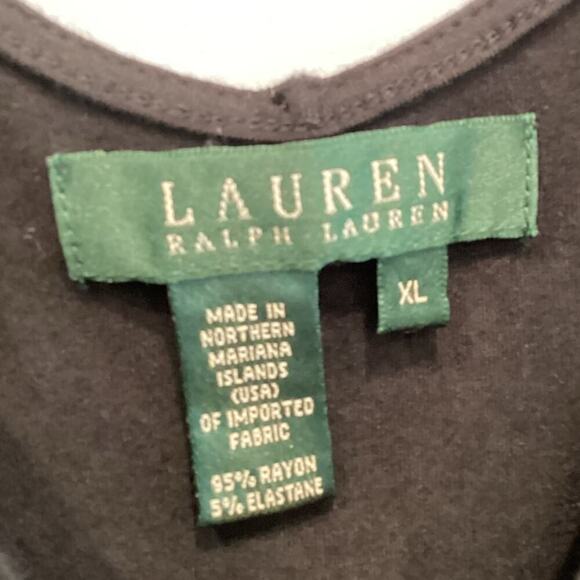 LAUREN
RALPH LAUREN
XL
MADE IN
NORTHERN
MARIANA
ISLANDS
(USA)
OF IMPORTED
FABRIC
95% RAYON
5% ELASTANE